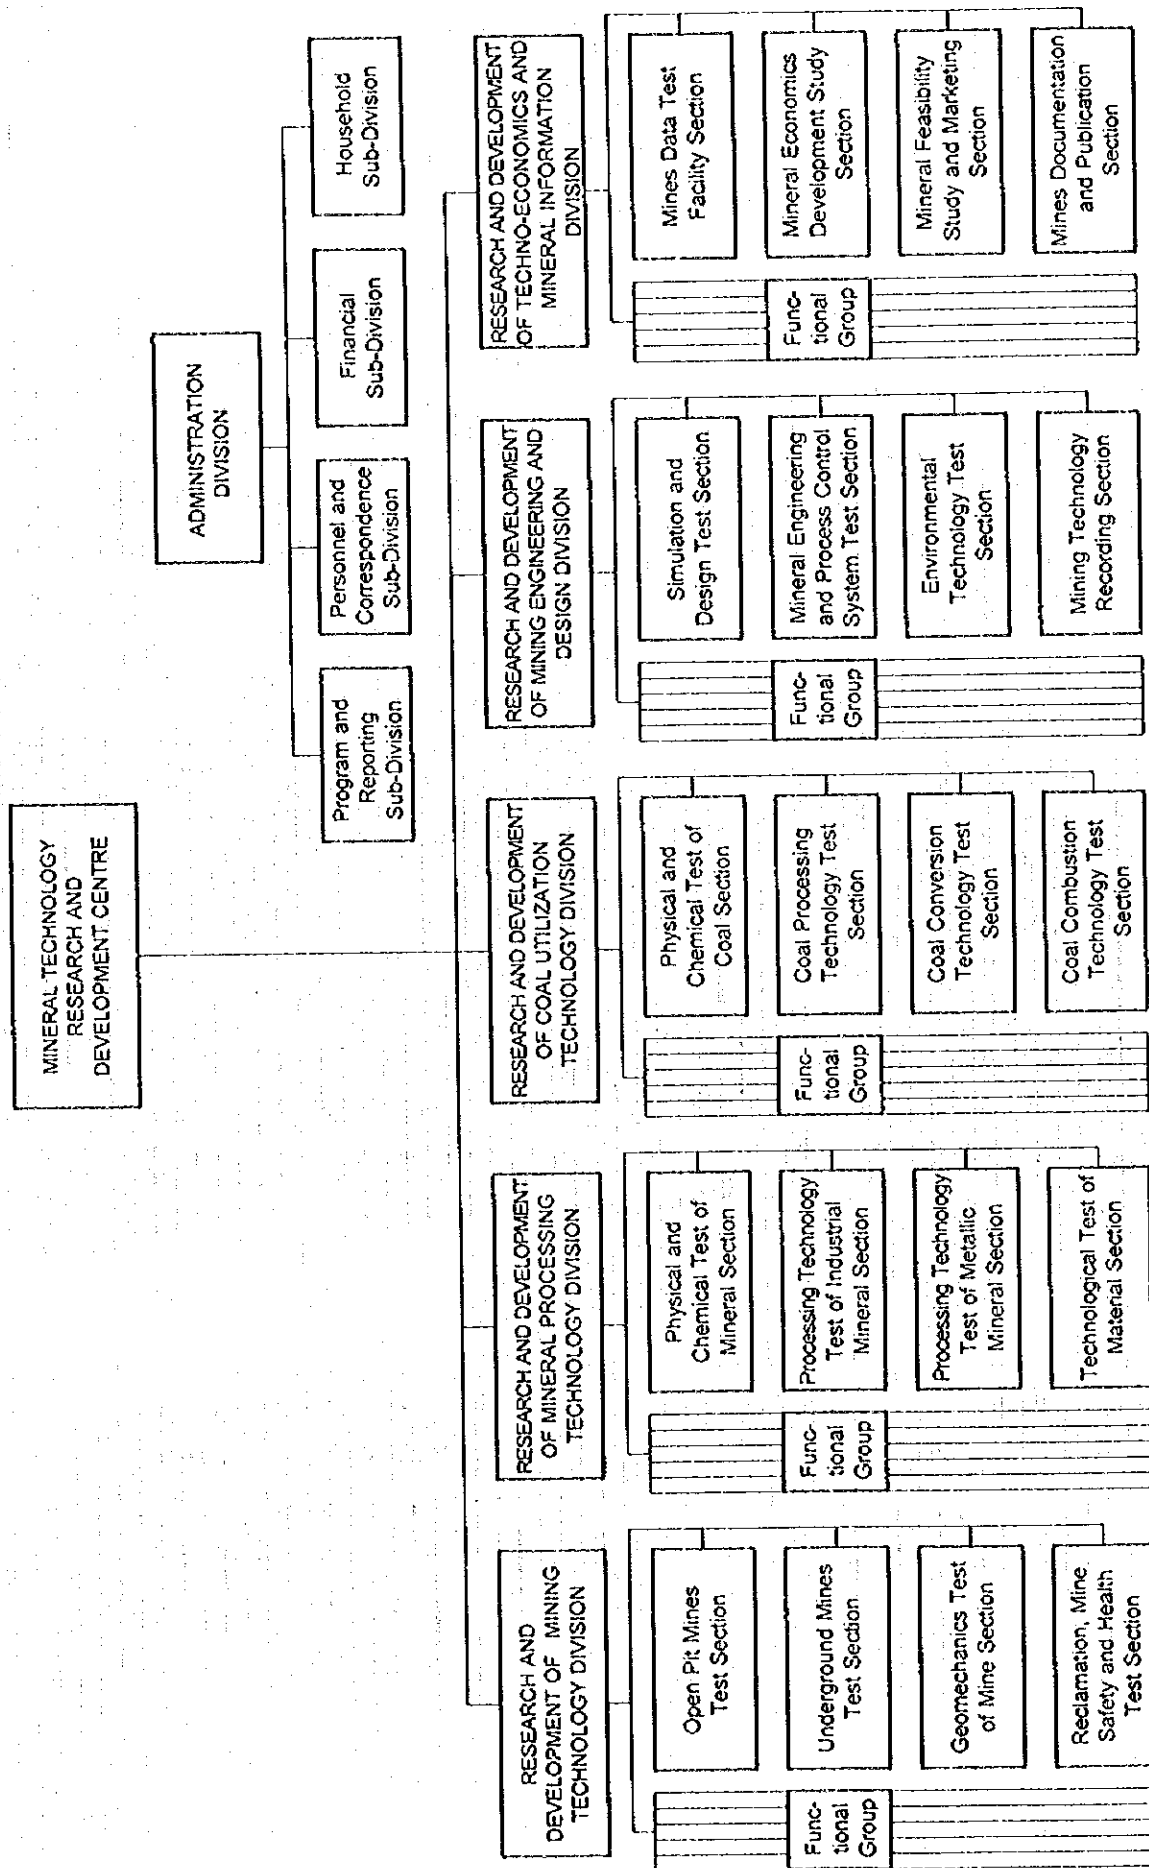 MINERAL TECHNOLOGY
RESEARCH AND
DEVELOPMENT CENTRE
ADMINISTRATION
DIVISION
Program and
Reporting
Sub-Division
Personnel and
Correspondence
Sub-Division
Financial
Sub-Division
Household
Sub-Division
RESEARCH AND
DEVELOPMENT OF MINING
TECHNOLOGY DIVISION
Func-
tional
Group
Open Pit Mines
Test Section
Underground Mines
Test Section
Geomechanics Test
of Mine Section
Reclamation, Mine
Safety and Health
Test Section
RESEARCH AND DEVELOPMENT
OF MINERAL PROCESSING
TECHNOLOGY DIVISION
Func-
tional
Group
Physical and
Chemical Test of
Mineral Section
Processing Technology
Test of Industrial
Mineral Section
Processing Technology
Test of Metallic
Mineral Section
Technological Test of
Material Section
RESEARCH AND DEVELOPMENT
OF COAL UTILIZATION
TECHNOLOGY DIVISION
Func-
tional
Group
Physical and
Chemical Test of
Coal Section
Coal Processing
Technology Test
Section
Coal Conversion
Technology Test
Section
Coal Combustion
Technology Test
Section
RESEARCH AND DEVELOPMENT
OF MINING ENGINEERING AND
DESIGN DIVISION
Func-
tional
Group
Simulation and
Design Test Section
Mineral Engineering
and Process Control
System Test Section
Environmental
Technology Test
Section
Mining Technology
Recording Section
RESEARCH AND DEVELOPMENT
OF TECHNO-ECONOMICS AND
MINERAL INFORMATION
DIVISION
Func-
tional
Group
Mines Data Test
Facility Section
Mineral Economics
Development Study
Section
Mineral Feasibility
Study and Marketing
Section
Mines Documentation
and Publication
Section